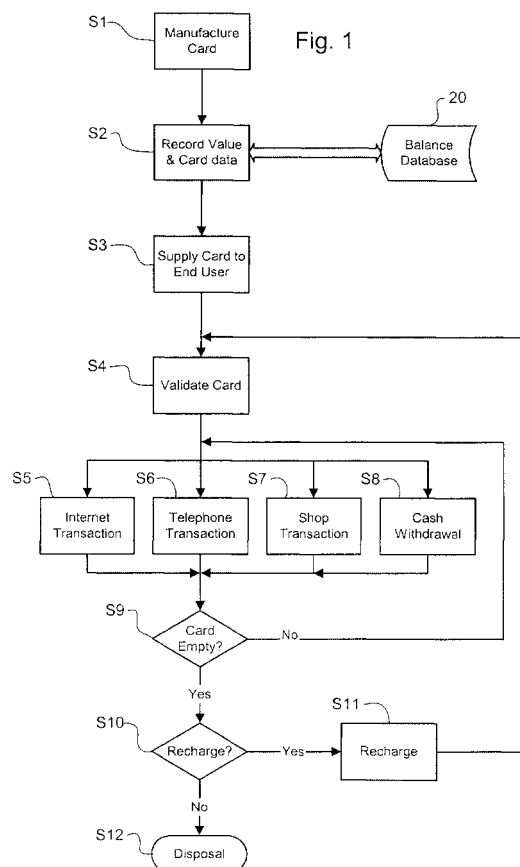 S1
Manufacture
Card
Fig. 1
S2
Record Value
& Card data
20
Balance
Database
S3
Supply Card to
End User
S4
Validate Card
S5
Internet
Transaction
S6
Telephone
Transaction
S7
Shop
Transaction
S8
Cash
Withdrawal
S9
Card
Empty?
No
Yes
S10
Recharge?
Yes
S11
Recharge
No
S12
Disposal